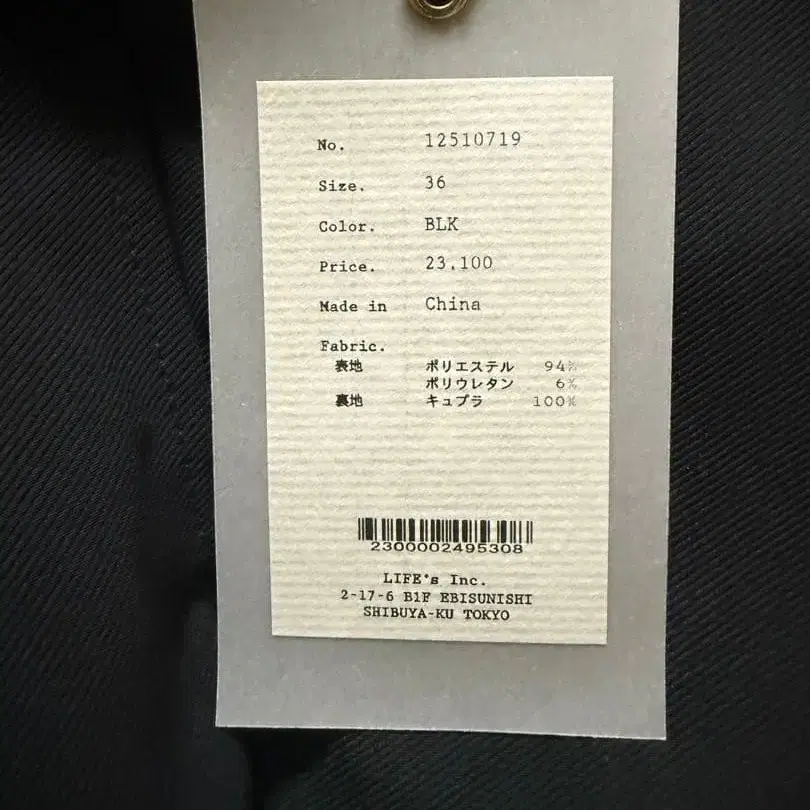 No. 12510719
Size. 36
Color. BLK
Price. 23,100
Made in China
Fabric.
表地 ポリエステル 94%
ポリウレタン 6%
裏地 キュプラ 100%
2300002495308
LIFE's Inc.
2-17-6 B1F EBISUNISHI
SHIBUYA-KU TOKYO